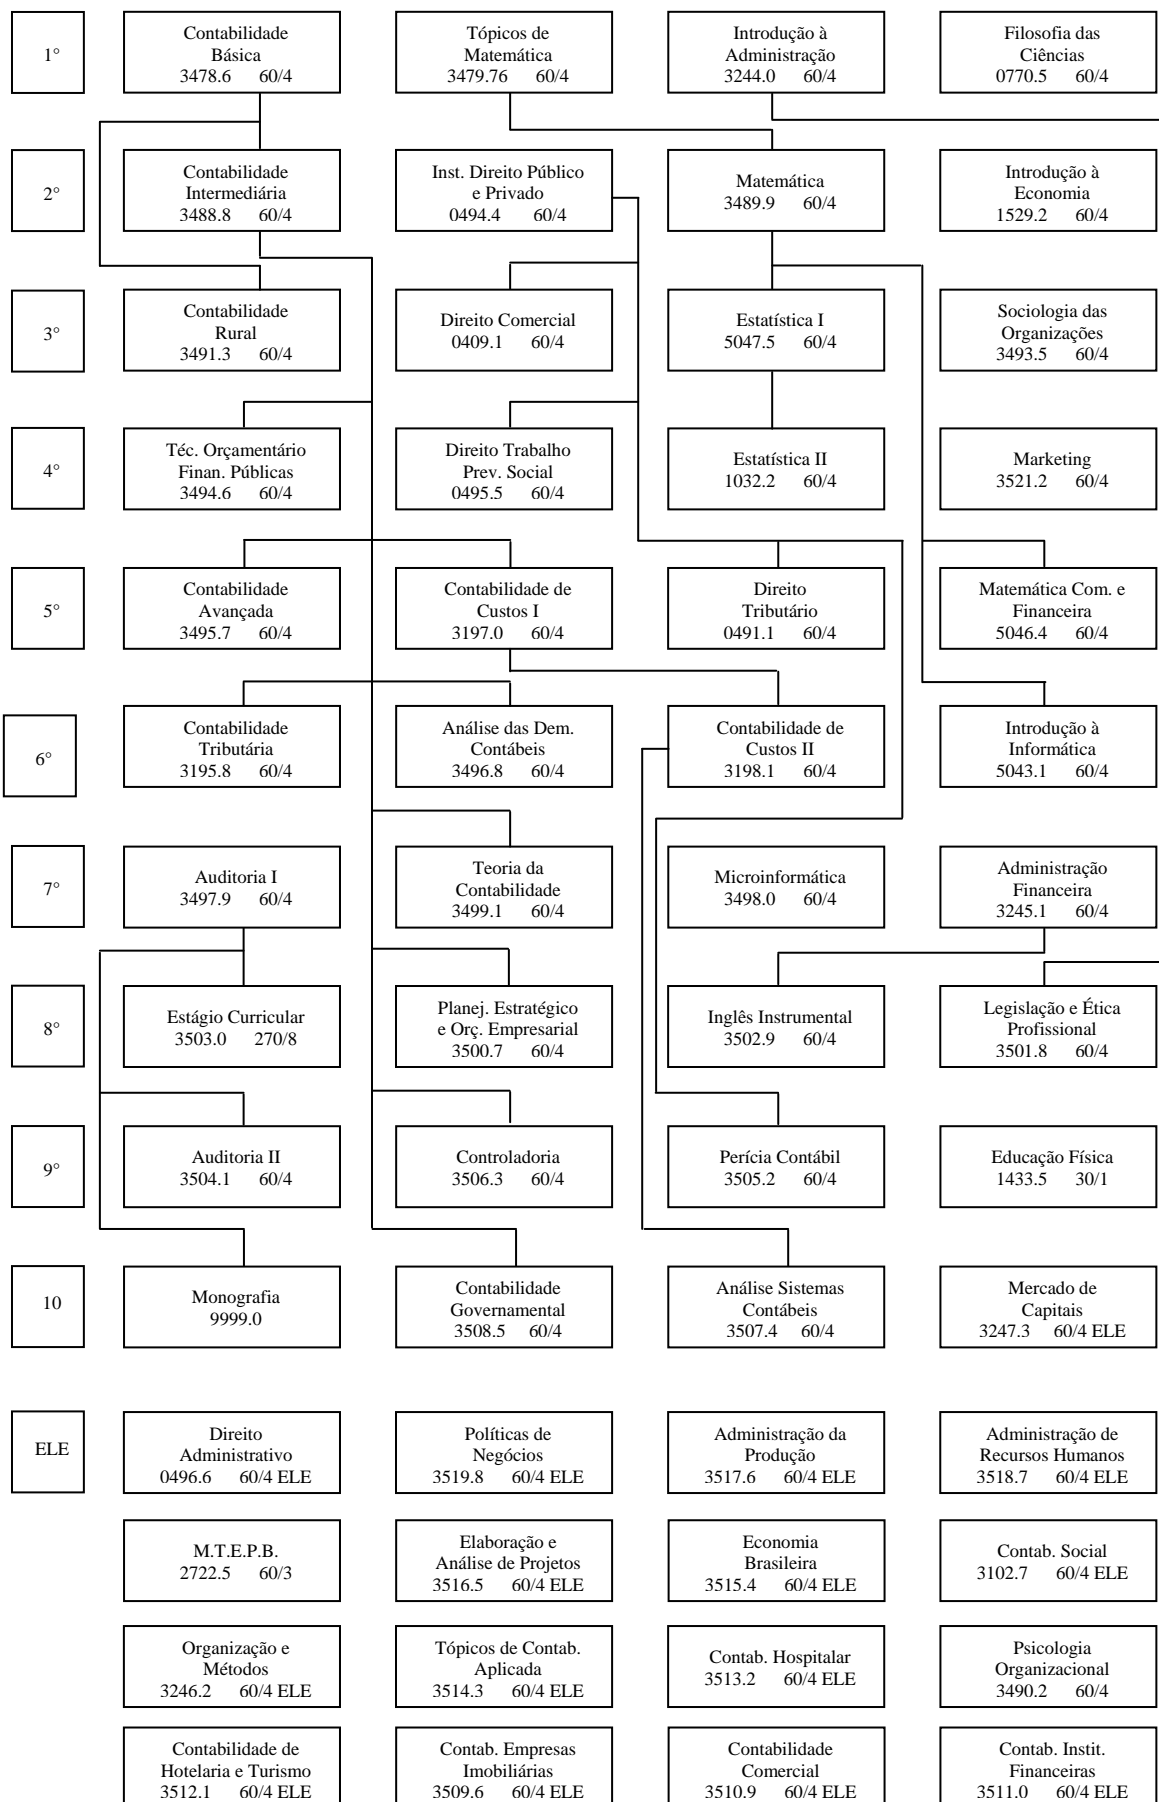 1°
Contabilidade
Básica
3478.6 60/4
Tópicos de
Matemática
3479.76 60/4
Introdução à
Administração
3244.0 60/4
Filosofia das
Ciências
0770.5 60/4
2°
Contabilidade
Intermediária
3488.8 60/4
Inst. Direito Público
e Privado
0494.4 60/4
Matemática
3489.9 60/4
Introdução à
Economia
1529.2 60/4
3°
Contabilidade
Rural
3491.3 60/4
Direito Comercial
0409.1 60/4
Estatística I
5047.5 60/4
Sociologia das
Organizações
3493.5 60/4
4°
Téc. Orçamentário
Finan. Públicas
3494.6 60/4
Direito Trabalho
Prev. Social
0495.5 60/4
Estatística II
1032.2 60/4
Marketing
3521.2 60/4
5°
Contabilidade
Avançada
3495.7 60/4
Contabilidade de
Custos I
3197.0 60/4
Direito
Tributário
0491.1 60/4
Matemática Com. e
Financeira
5046.4 60/4
6°
Contabilidade
Tributária
3195.8 60/4
Análise das Dem.
Contábeis
3496.8 60/4
Contabilidade de
Custos II
3198.1 60/4
Introdução à
Informática
5043.1 60/4
7°
Auditoria I
3497.9 60/4
Teoria da
Contabilidade
3499.1 60/4
Microinformática
3498.0 60/4
Administração
Financeira
3245.1 60/4
8°
Estágio Curricular
3503.0 270/8
Planej. Estratégico
e Orç. Empresarial
3500.7 60/4
Inglês Instrumental
3502.9 60/4
Legislação e Ética
Profissional
3501.8 60/4
9°
Auditoria II
3504.1 60/4
Controladoria
3506.3 60/4
Perícia Contábil
3505.2 60/4
Educação Física
1433.5 30/1
10
Monografia
9999.0
Contabilidade
Governamental
3508.5 60/4
Análise Sistemas
Contábeis
3507.4 60/4
Mercado de
Capitais
3247.3 60/4 ELE
ELE
Direito
Administrativo
0496.6 60/4 ELE
Políticas de
Negócios
3519.8 60/4 ELE
Administração da
Produção
3517.6 60/4 ELE
Administração de
Recursos Humanos
3518.7 60/4 ELE
M.T.E.P.B.
2722.5 60/3
Elaboração e
Análise de Projetos
3516.5 60/4 ELE
Economia
Brasileira
3515.4 60/4 ELE
Contab. Social
3102.7 60/4 ELE
Organização e
Métodos
3246.2 60/4 ELE
Tópicos de Contab.
Aplicada
3514.3 60/4 ELE
Contab. Hospitalar
3513.2 60/4 ELE
Psicologia
Organizacional
3490.2 60/4
Contabilidade de
Hotelaria e Turismo
3512.1 60/4 ELE
Contab. Empresas
Imobiliárias
3509.6 60/4 ELE
Contabilidade
Comercial
3510.9 60/4 ELE
Contab. Instit.
Financeiras
3511.0 60/4 ELE